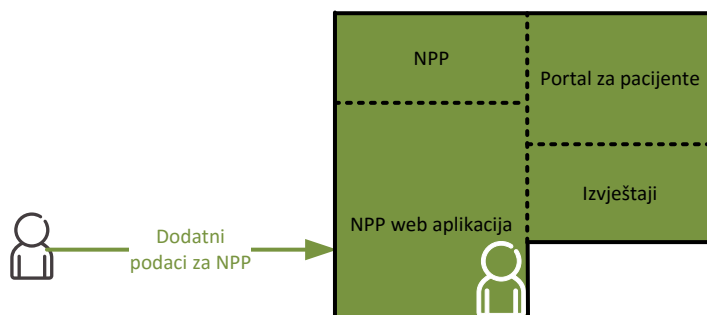 NPP
Portal za pacijente
Izvještaji
NPP web aplikacija
Dodatni
podaci za NPP